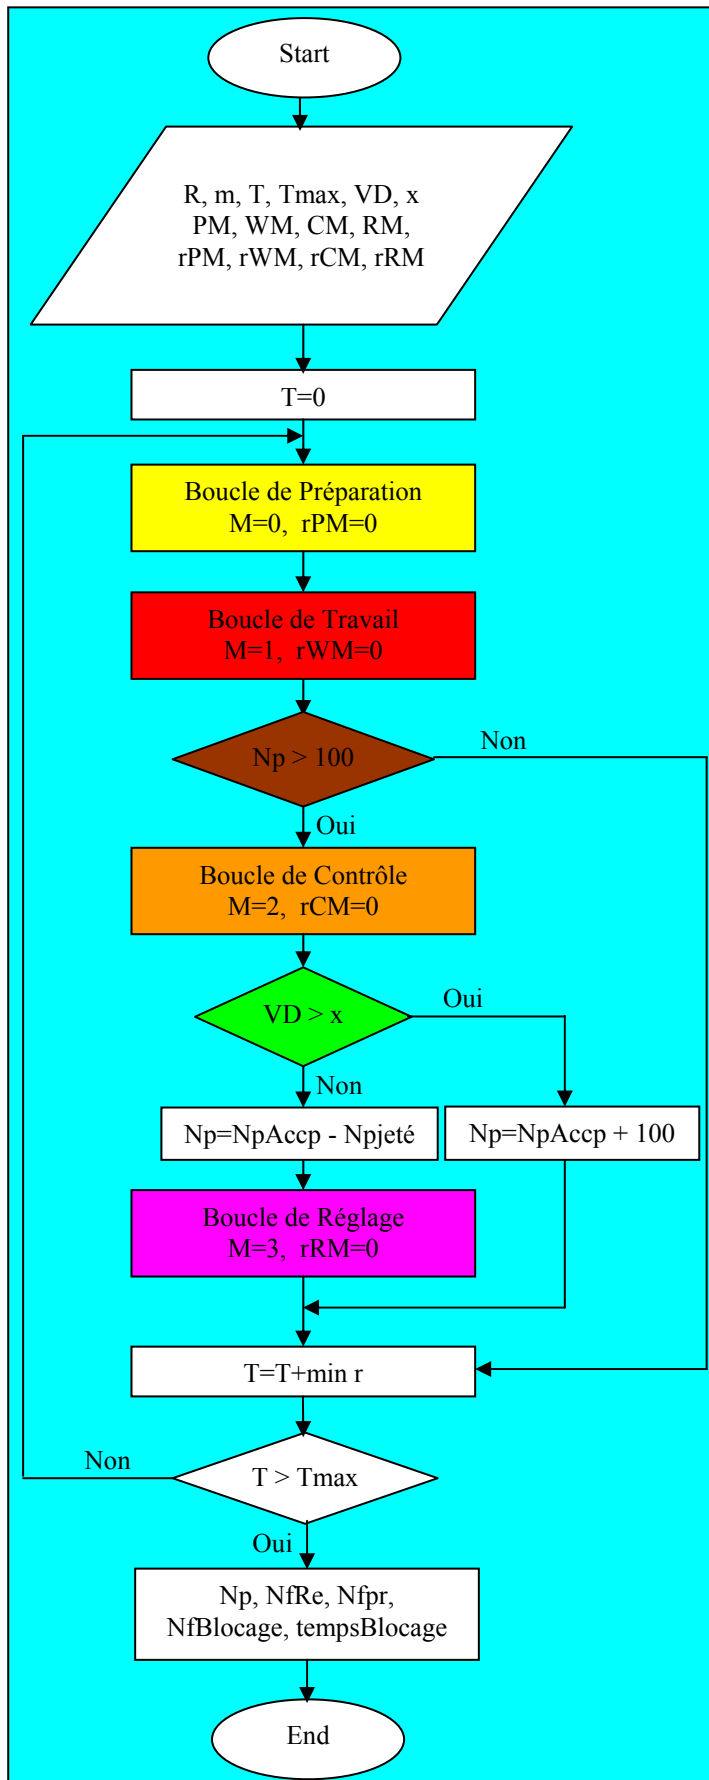 Start
R, m, T, Tmax, VD, x
PM, WM, CM, RM,
rPM, rWM, rCM, rRM
T=0
Boucle de Préparation
M=0, rPM=0
Boucle de Travail
M=1, rWM=0
Np > 100
Non
Oui
Boucle de Contrôle
M=2, rCM=0
VD > x
Oui
Non
Np=NpAccp - Npjeté
Np=NpAccp + 100
Boucle de Réglage
M=3, rRM=0
T=T+min r
T > Tmax
Non
Oui
Np, NfRe, Nfpr,
NfBlocage, tempsBlocage
End